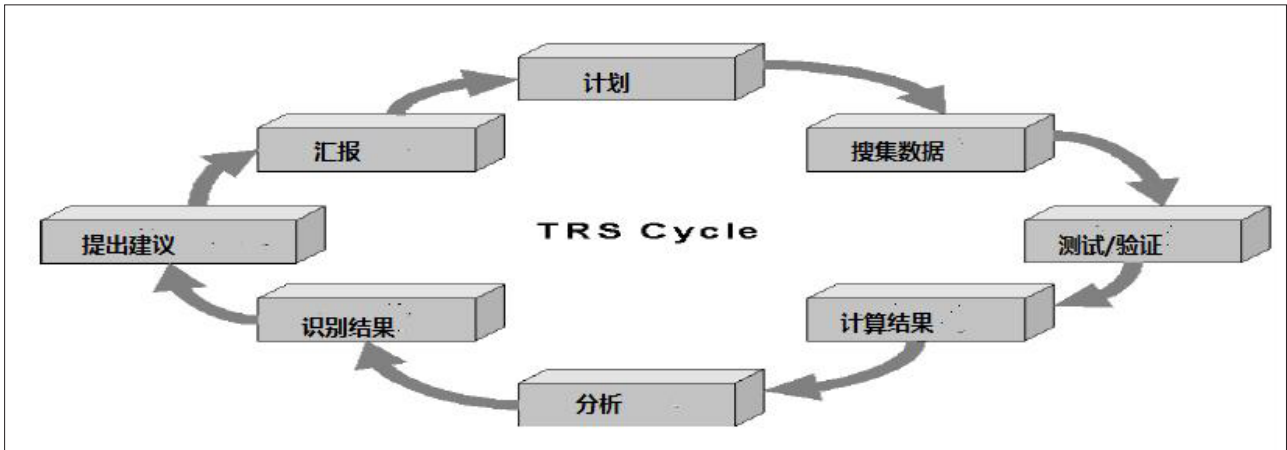 计划
汇报
搜集数据
提出建议
TRS Cycle
测试/验证
识别结果
计算结果
分析